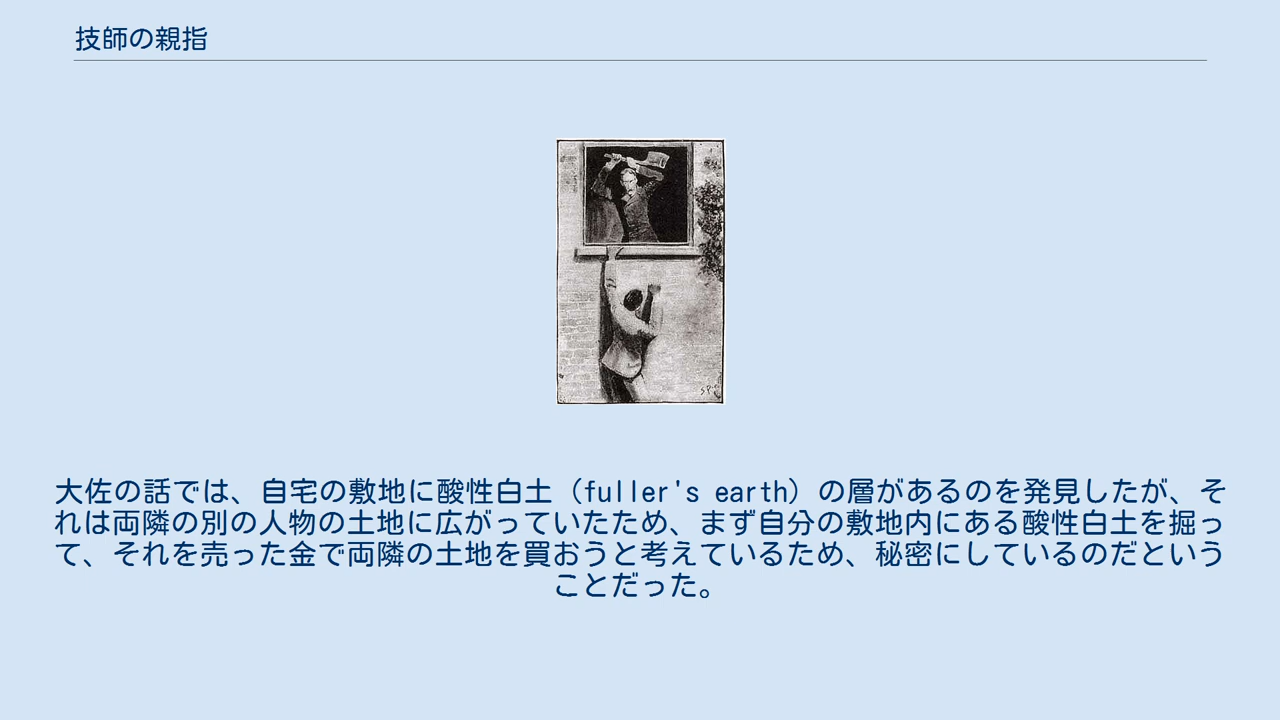 技師の親指
S.P.
大佐の話では、自宅の敷地に酸性白土（fuller's earth）の層があるのを発見したが、そ
れは両隣の別の人物の土地に広がっていたため、まず自分の敷地内にある酸性白土を掘っ
て、それを売った金で両隣の土地を買おうと考えているため、秘密にしているのだという
ことだった。